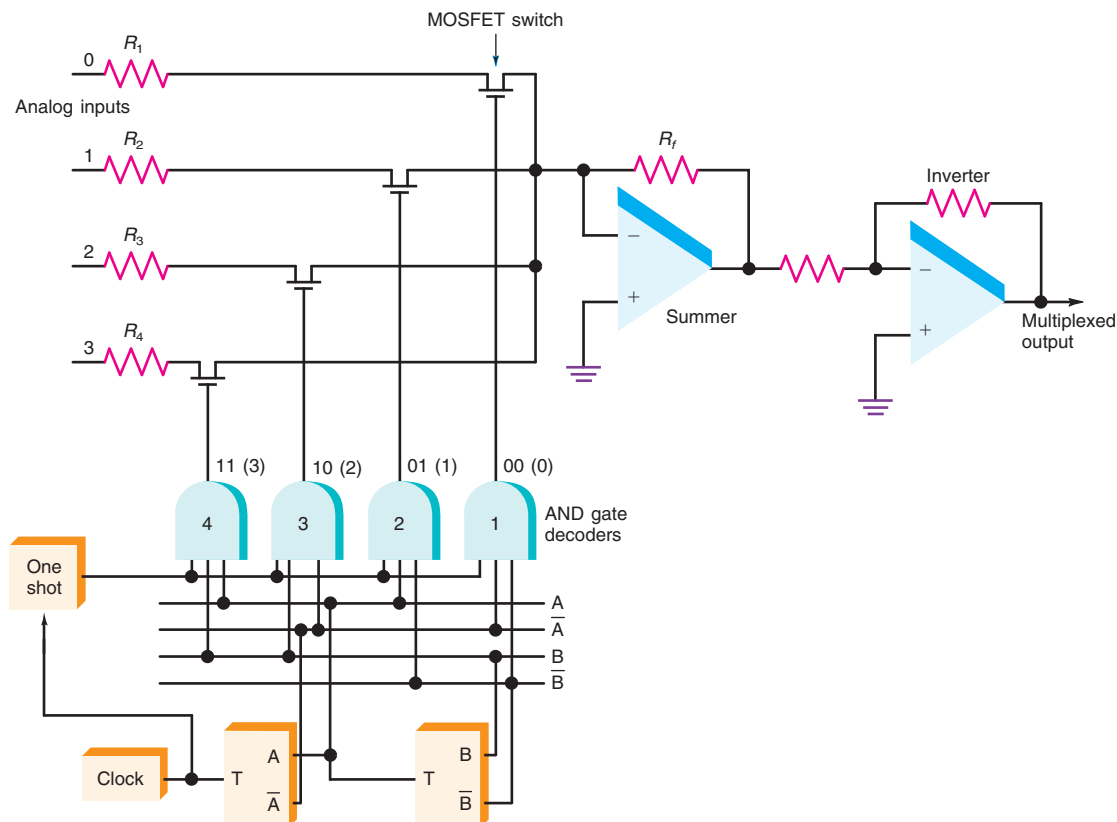 MOSFET switch
0
R1
Analog inputs
1
R2
2
R3
3
R4
Rf
Inverter
−
+
Summer
−
+
Multiplexed
output
11 (3)
10 (2)
01 (1)
00 (0)
4
3
2
1
AND gate
decoders
One
shot
A
A̅
B
B̅
Clock
T
A
A̅
T
B
B̅